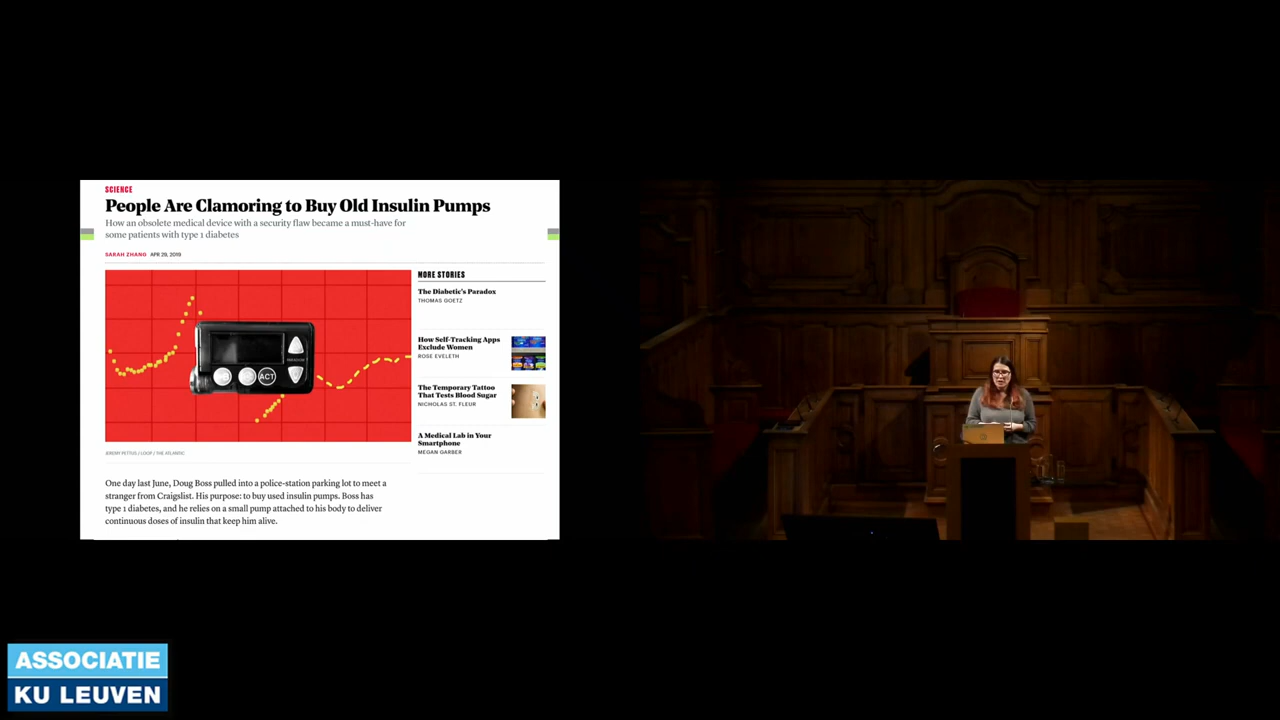 SCIENCE
People Are Clamoring to Buy Old Insulin Pumps
How an obsolete medical device with a security flaw became a must-have for
some patients with type 1 diabetes
SARAH ZHANG APR 29, 2019
PARADIGM
ACT
JEREMY PETTUS / LOOP / THE ATLANTIC
One day last June, Doug Boss pulled into a police-station parking lot to meet a
stranger from Craigslist. His purpose: to buy used insulin pumps. Boss has
type 1 diabetes, and he relies on a small pump attached to his body to deliver
continuous doses of insulin that keep him alive.
MORE STORIES
The Diabetic's Paradox
THOMAS GOETZ
How Self-Tracking Apps
Exclude Women
ROSE EVELETH
The Temporary Tattoo
That Tests Blood Sugar
NICHOLAS ST. FLEUR
A Medical Lab in Your
Smartphone
MEGAN GARBER
ASSOCIATIE
KU LEUVEN